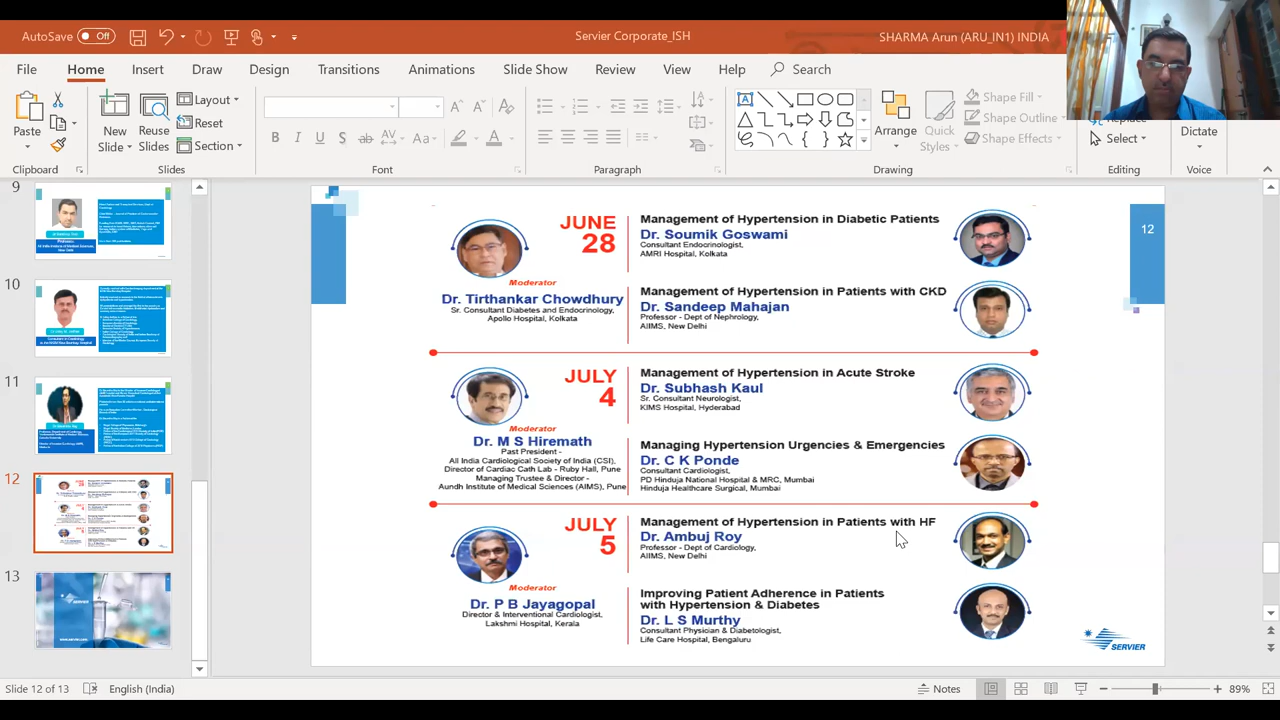 AutoSave Off
Servier Corporate_ISH
SHARMA Arun (ARU_IN1) INDIA
File Home Insert Draw Design Transitions Animations Slide Show Review View Help Search
Paste
New Slide
Reuse Slides
Layout
Reset
Section
B I U S ab AV Aa A
Arrange
Quick Styles
Shape Fill
Shape Outline
Shape Effects
Replace
Select
Dictate
Clipboard Slides Font Paragraph Drawing Editing Voice
9
10
11
12
13
12
JUNE
28
Moderator
Dr. Tirthankar Chowdhury
Sr. Consultant Diabetes and Endocrinology,
Apollo Hospital, Kolkata
Management of Hypertension in Diabetic Patients
Dr. Soumik Goswami
Consultant Endocrinologist,
AMRI Hospital, Kolkata
Management of Hypertension in Patients with CKD
Dr. Sandeep Mahajan
Professor - Dept of Nephrology,
AIIMS, New Delhi
JULY
4
Moderator
Dr. M S Hiremath
Past President -
All India Cardiological Society of India (CSI),
Director of Cardiac Cath Lab - Ruby Hall, Pune
Managing Trustee & Director -
Aundh Institute of Medical Sciences (AIMS), Pune
Management of Hypertension in Acute Stroke
Dr. Subhash Kaul
Sr. Consultant Neurologist,
KIMS Hospital, Hyderabad
Managing Hypertension Urgencies & Emergencies
Dr. C K Ponde
Consultant Cardiologist,
PD Hinduja National Hospital & MRC, Mumbai
Hinduja Healthcare Surgical, Mumbai
JULY
5
Moderator
Dr. P B Jayagopal
Director & Interventional Cardiologist,
Lakshmi Hospital, Kerala
Management of Hypertension in Patients with HF
Dr. Ambuj Roy
Professor - Dept of Cardiology,
AIIMS, New Delhi
Improving Patient Adherence in Patients
with Hypertension & Diabetes
Dr. L S Murthy
Consultant Physician & Diabetologist,
Life Care Hospital, Bengaluru
SERVIER
Slide 12 of 13 English (India) Notes 89%